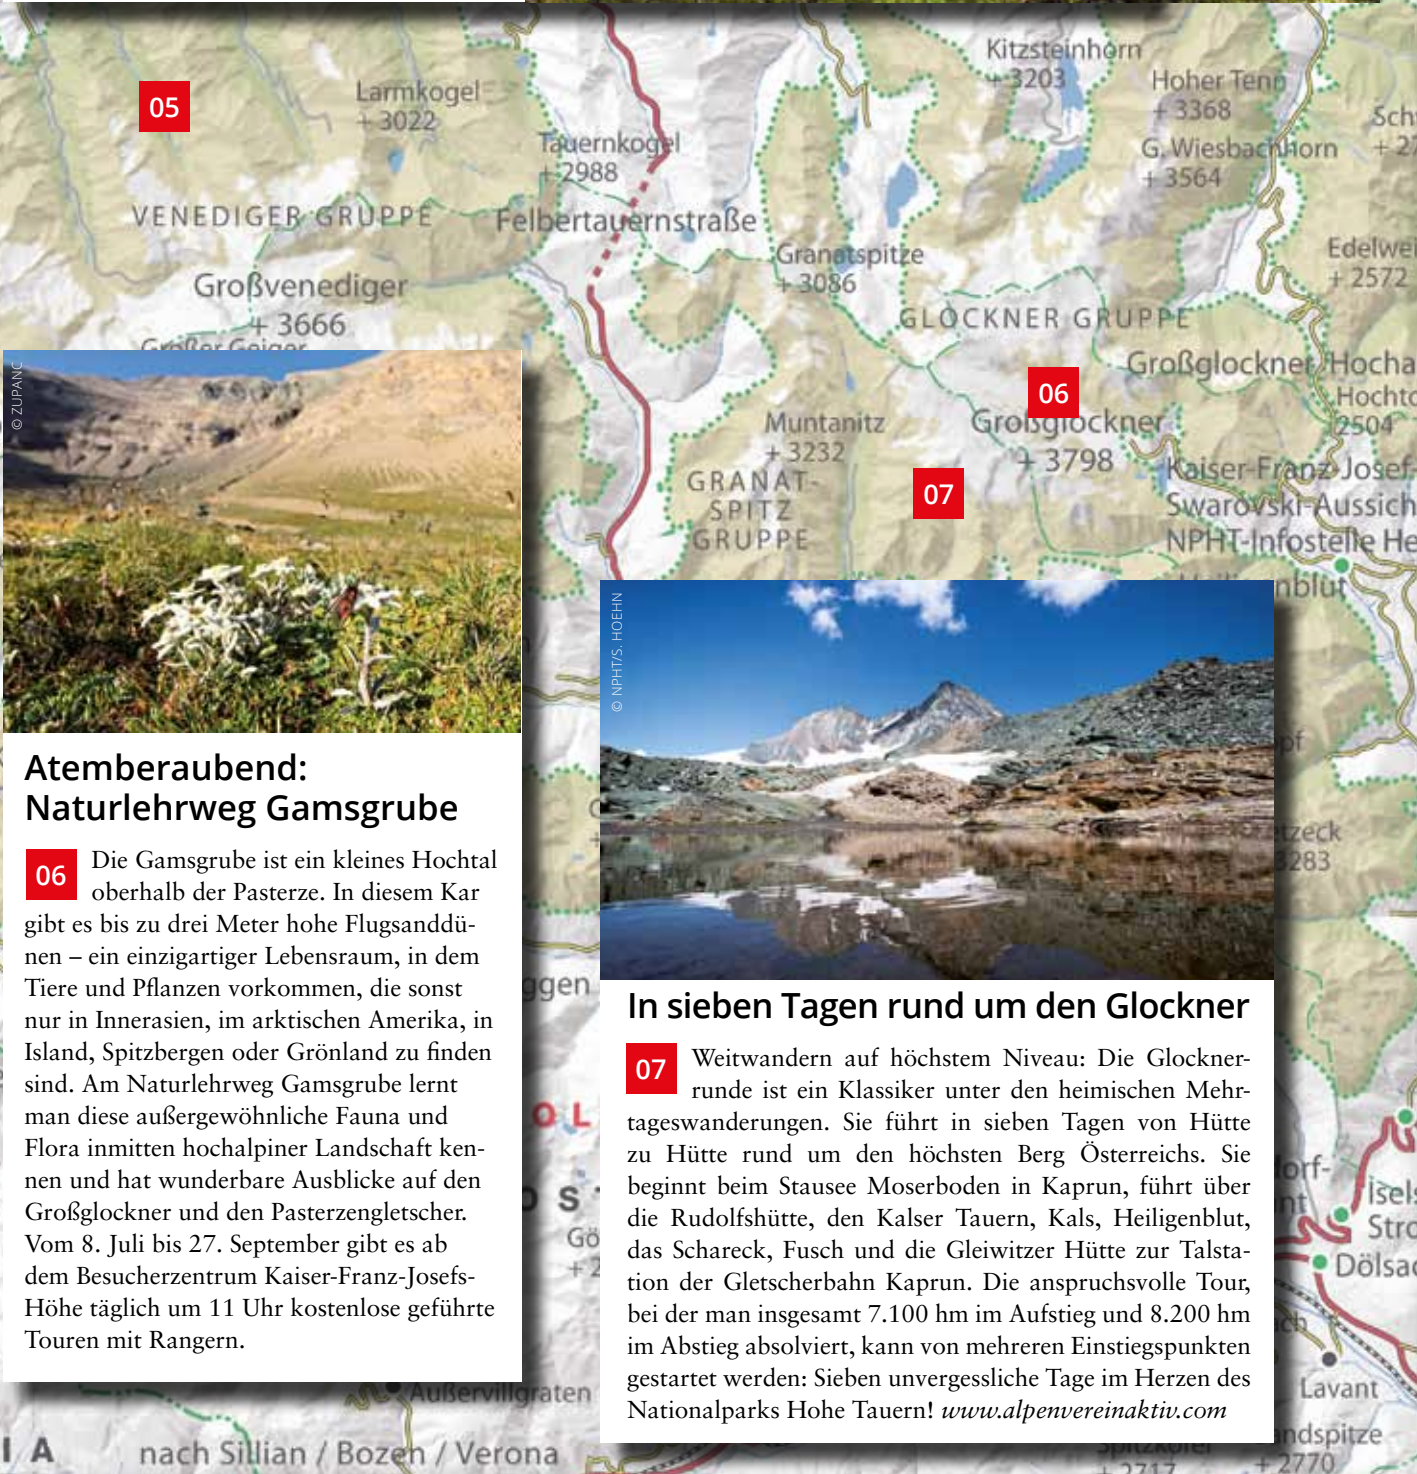 Kitzsteinhorn
+ 3203
Hoher Tenn
+ 3368
05
Larmkogel
+ 3022
Tauernkogel
+ 2988
G. Wiesbachhorn
+ 3564
VENEDIGER GRUPPE
Felbertauernstraße
Granatspitze
+ 3086
+ 2572
Großvenediger
+ 3666
Großer Geiger
GLOCKNER GRUPPE
06
Großglockner
+ 3798
2504
Muntanitz
+ 3232
GRANAT-
SPITZ
GRUPPE
07
Kaiser-Franz-Josef-
Swarovski-Aussich
NPHT-Infostelle He
© ZUPANC
© NPHT/S. HOEHN
Atemberaubend:
Naturlehrweg Gamsgrube
06 Die Gamsgrube ist ein kleines Hochtal
oberhalb der Pasterze. In diesem Kar
gibt es bis zu drei Meter hohe Flugsanddü-
nen – ein einzigartiger Lebensraum, in dem
Tiere und Pflanzen vorkommen, die sonst
nur in Innerasien, im arktischen Amerika, in
Island, Spitzbergen oder Grönland zu finden
sind. Am Naturlehrweg Gamsgrube lernt
man diese außergewöhnliche Fauna und
Flora inmitten hochalpiner Landschaft ken-
nen und hat wunderbare Ausblicke auf den
Großglockner und den Pasterzengletscher.
Vom 8. Juli bis 27. September gibt es ab
dem Besucherzentrum Kaiser-Franz-Josefs-
Höhe täglich um 11 Uhr kostenlose geführte
Touren mit Rangern.
In sieben Tagen rund um den Glockner
07 Weitwandern auf höchstem Niveau: Die Glockner-
runde ist ein Klassiker unter den heimischen Mehr-
tageswanderungen. Sie führt in sieben Tagen von Hütte
zu Hütte rund um den höchsten Berg Österreichs. Sie
beginnt beim Stausee Moserboden in Kaprun, führt über
die Rudolfshütte, den Kalser Tauern, Kals, Heiligenblut,
das Schareck, Fusch und die Gleiwitzer Hütte zur Talsta-
tion der Gletscherbahn Kaprun. Die anspruchsvolle Tour,
bei der man insgesamt 7.100 hm im Aufstieg und 8.200 hm
im Abstieg absolviert, kann von mehreren Einstiegspunkten
gestartet werden: Sieben unvergessliche Tage im Herzen des
Nationalparks Hohe Tauern! www.alpenvereinaktiv.com
Lavant
Außervillgraten
nach Sillian / Bozen / Verona
+ 2717
+ 2770